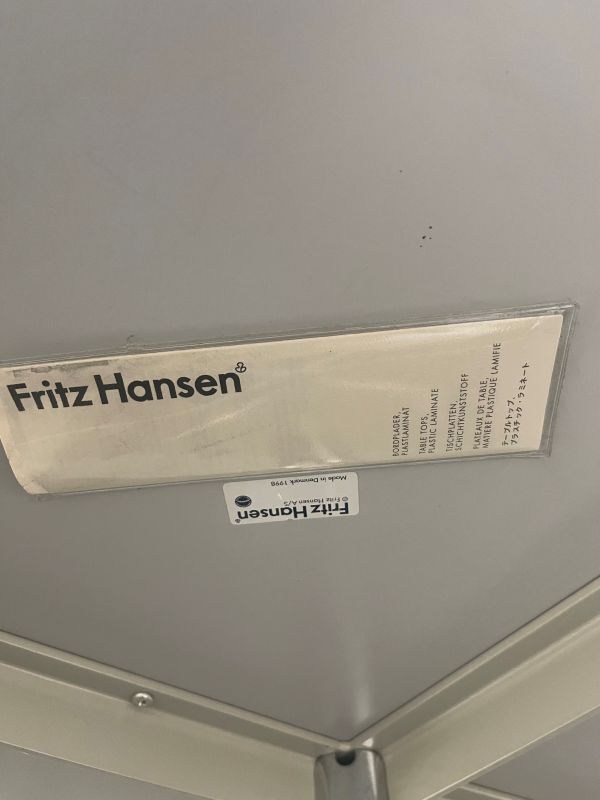 Fritz Hansen
BORDPLADER,
PLASTLAMINAT
TABLE TOPS,
PLASTIC LAMINATE
TISCHPLATTEN,
SCHICHTKUNSTSTOFF
PLATEAUX DE TABLE,
MATIERE PLASTIQUE LAMIFIE
テーブルトップ、
プラスチック・ラミネート
Fritz Hansen
© Fritz Hansen A/S
Made in Denmark 1998